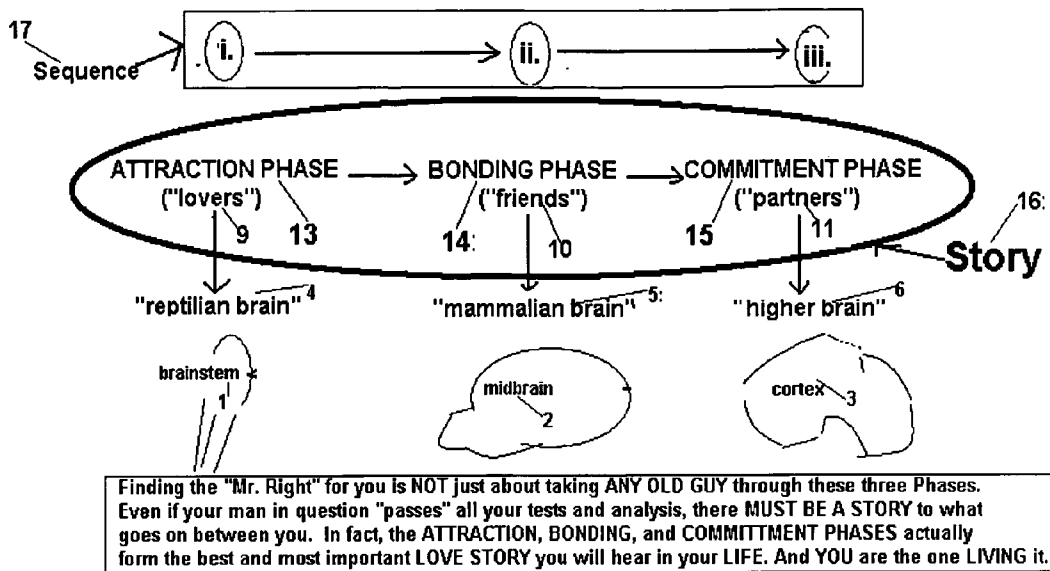 17
Sequence
i. ii. iii.
ATTRACTION PHASE BONDING PHASE COMMITMENT PHASE
("lovers") ("friends") ("partners")
16:
9 13 14: 10 15 11
Story
"reptilian brain" 4 "mammalian brain" 5: "higher brain" 6
brainstem midbrain cortex
1 2 3
Finding the "Mr. Right" for you is NOT just about taking ANY OLD GUY through these three Phases.
Even if your man in question "passes" all your tests and analysis, there MUST BE A STORY to what
goes on between you. In fact, the ATTRACTION, BONDING, and COMMITTMENT PHASES actually
form the best and most important LOVE STORY you will hear in your LIFE. And YOU are the one LIVING it.